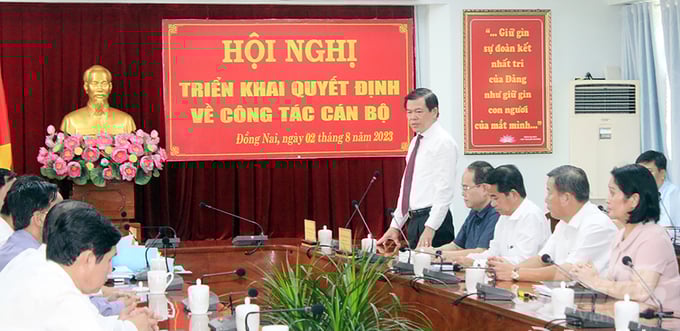 HỘI NGHỊ
TRIỂN KHAI QUYẾT ĐỊNH
VỀ CÔNG TÁC CÁN BỘ
Đồng Nai, ngày 02 tháng 8 năm 2023
"... Giữ gìn
sự đoàn kết
nhất trí
của Đảng
như giữ gìn
con ngươi
của mắt mình..."